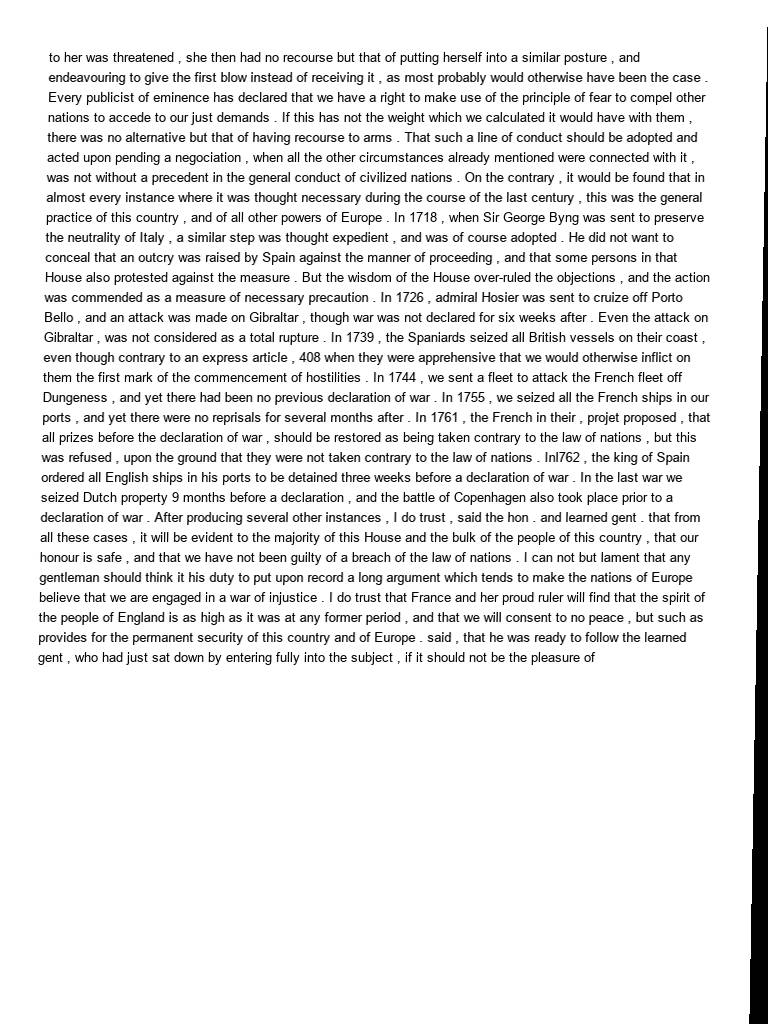 to her was threatened , she then had no recourse but that of putting herself into a similar posture , and
endeavouring to give the first blow instead of receiving it , as most probably would otherwise have been the case .
Every publicist of eminence has declared that we have a right to make use of the principle of fear to compel other
nations to accede to our just demands . If this has not the weight which we calculated it would have with them ,
there was no alternative but that of having recourse to arms . That such a line of conduct should be adopted and
acted upon pending a negociation , when all the other circumstances already mentioned were connected with it ,
was not without a precedent in the general conduct of civilized nations . On the contrary , it would be found that in
almost every instance where it was thought necessary during the course of the last century , this was the general
practice of this country , and of all other powers of Europe . In 1718 , when Sir George Byng was sent to preserve
the neutrality of Italy , a similar step was thought expedient , and was of course adopted . He did not want to
conceal that an outcry was raised by Spain against the manner of proceeding , and that some persons in that
House also protested against the measure . But the wisdom of the House over-ruled the objections , and the action
was commended as a measure of necessary precaution . In 1726 , admiral Hosier was sent to cruize off Porto
Bello , and an attack was made on Gibraltar , though war was not declared for six weeks after . Even the attack on
Gibraltar , was not considered as a total rupture . In 1739 , the Spaniards seized all British vessels on their coast ,
even though contrary to an express article , 408 when they were apprehensive that we would otherwise inflict on
them the first mark of the commencement of hostilities . In 1744 , we sent a fleet to attack the French fleet off
Dungeness , and yet there had been no previous declaration of war . In 1755 , we seized all the French ships in our
ports , and yet there were no reprisals for several months after . In 1761 , the French in their , projet proposed , that
all prizes before the declaration of war , should be restored as being taken contrary to the law of nations , but this
was refused , upon the ground that they were not taken contrary to the law of nations . Inl762 , the king of Spain
ordered all English ships in his ports to be detained three weeks before a declaration of war . In the last war we
seized Dutch property 9 months before a declaration , and the battle of Copenhagen also took place prior to a
declaration of war . After producing several other instances , I do trust , said the hon . and learned gent . that from
all these cases , it will be evident to the majority of this House and the bulk of the people of this country , that our
honour is safe , and that we have not been guilty of a breach of the law of nations . I can not but lament that any
gentleman should think it his duty to put upon record a long argument which tends to make the nations of Europe
believe that we are engaged in a war of injustice . I do trust that France and her proud ruler will find that the spirit of
the people of England is as high as it was at any former period , and that we will consent to no peace , but such as
provides for the permanent security of this country and of Europe . said , that he was ready to follow the learned
gent , who had just sat down by entering fully into the subject , if it should not be the pleasure of